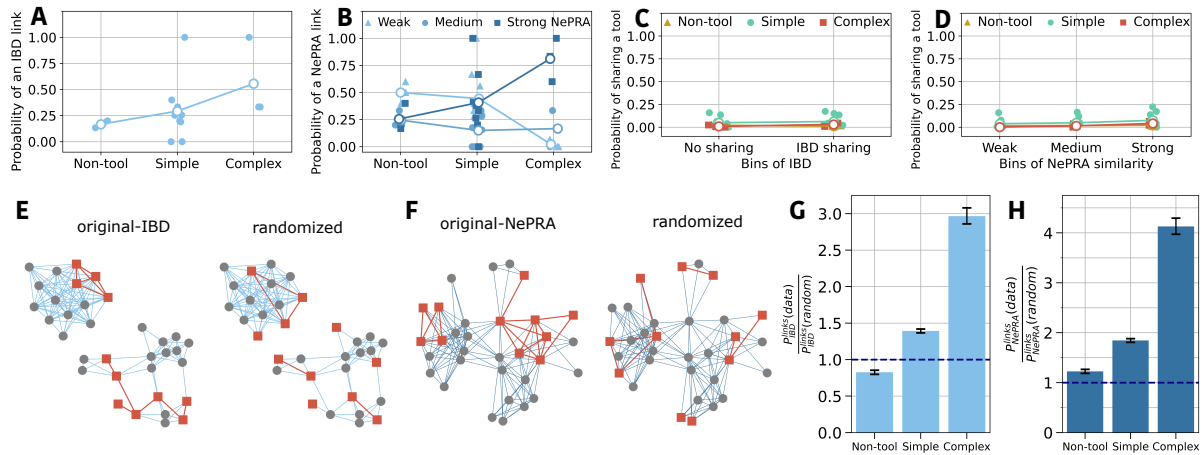 A
Probability of an IBD link
1.00
0.75
0.50
0.25
0.00
Non-tool
Simple
Complex
B
Probability of a NePRA link
Weak
Medium
Strong NePRA
1.00
0.75
0.50
0.25
0.00
Non-tool
Simple
Complex
C
Probability of sharing a tool
Non-tool
Simple
Complex
1.00
0.75
0.50
0.25
0.00
No sharing
IBD sharing
Bins of IBD
D
Probability of sharing a tool
Non-tool
Simple
Complex
1.00
0.75
0.50
0.25
0.00
Weak
Medium
Strong
Bins of NePRA similarity
E
original-IBD
randomized
F
original-NePRA
randomized
G
P^{links}_{IBD}(data)
P^{links}_{IBD}(random)
3.0
2.5
2.0
1.5
1.0
0.5
0.0
Non-tool
Simple
Complex
H
P^{links}_{NePRA}(data)
P^{links}_{NePRA}(random)
4
3
2
1
0
Non-tool
Simple
Complex